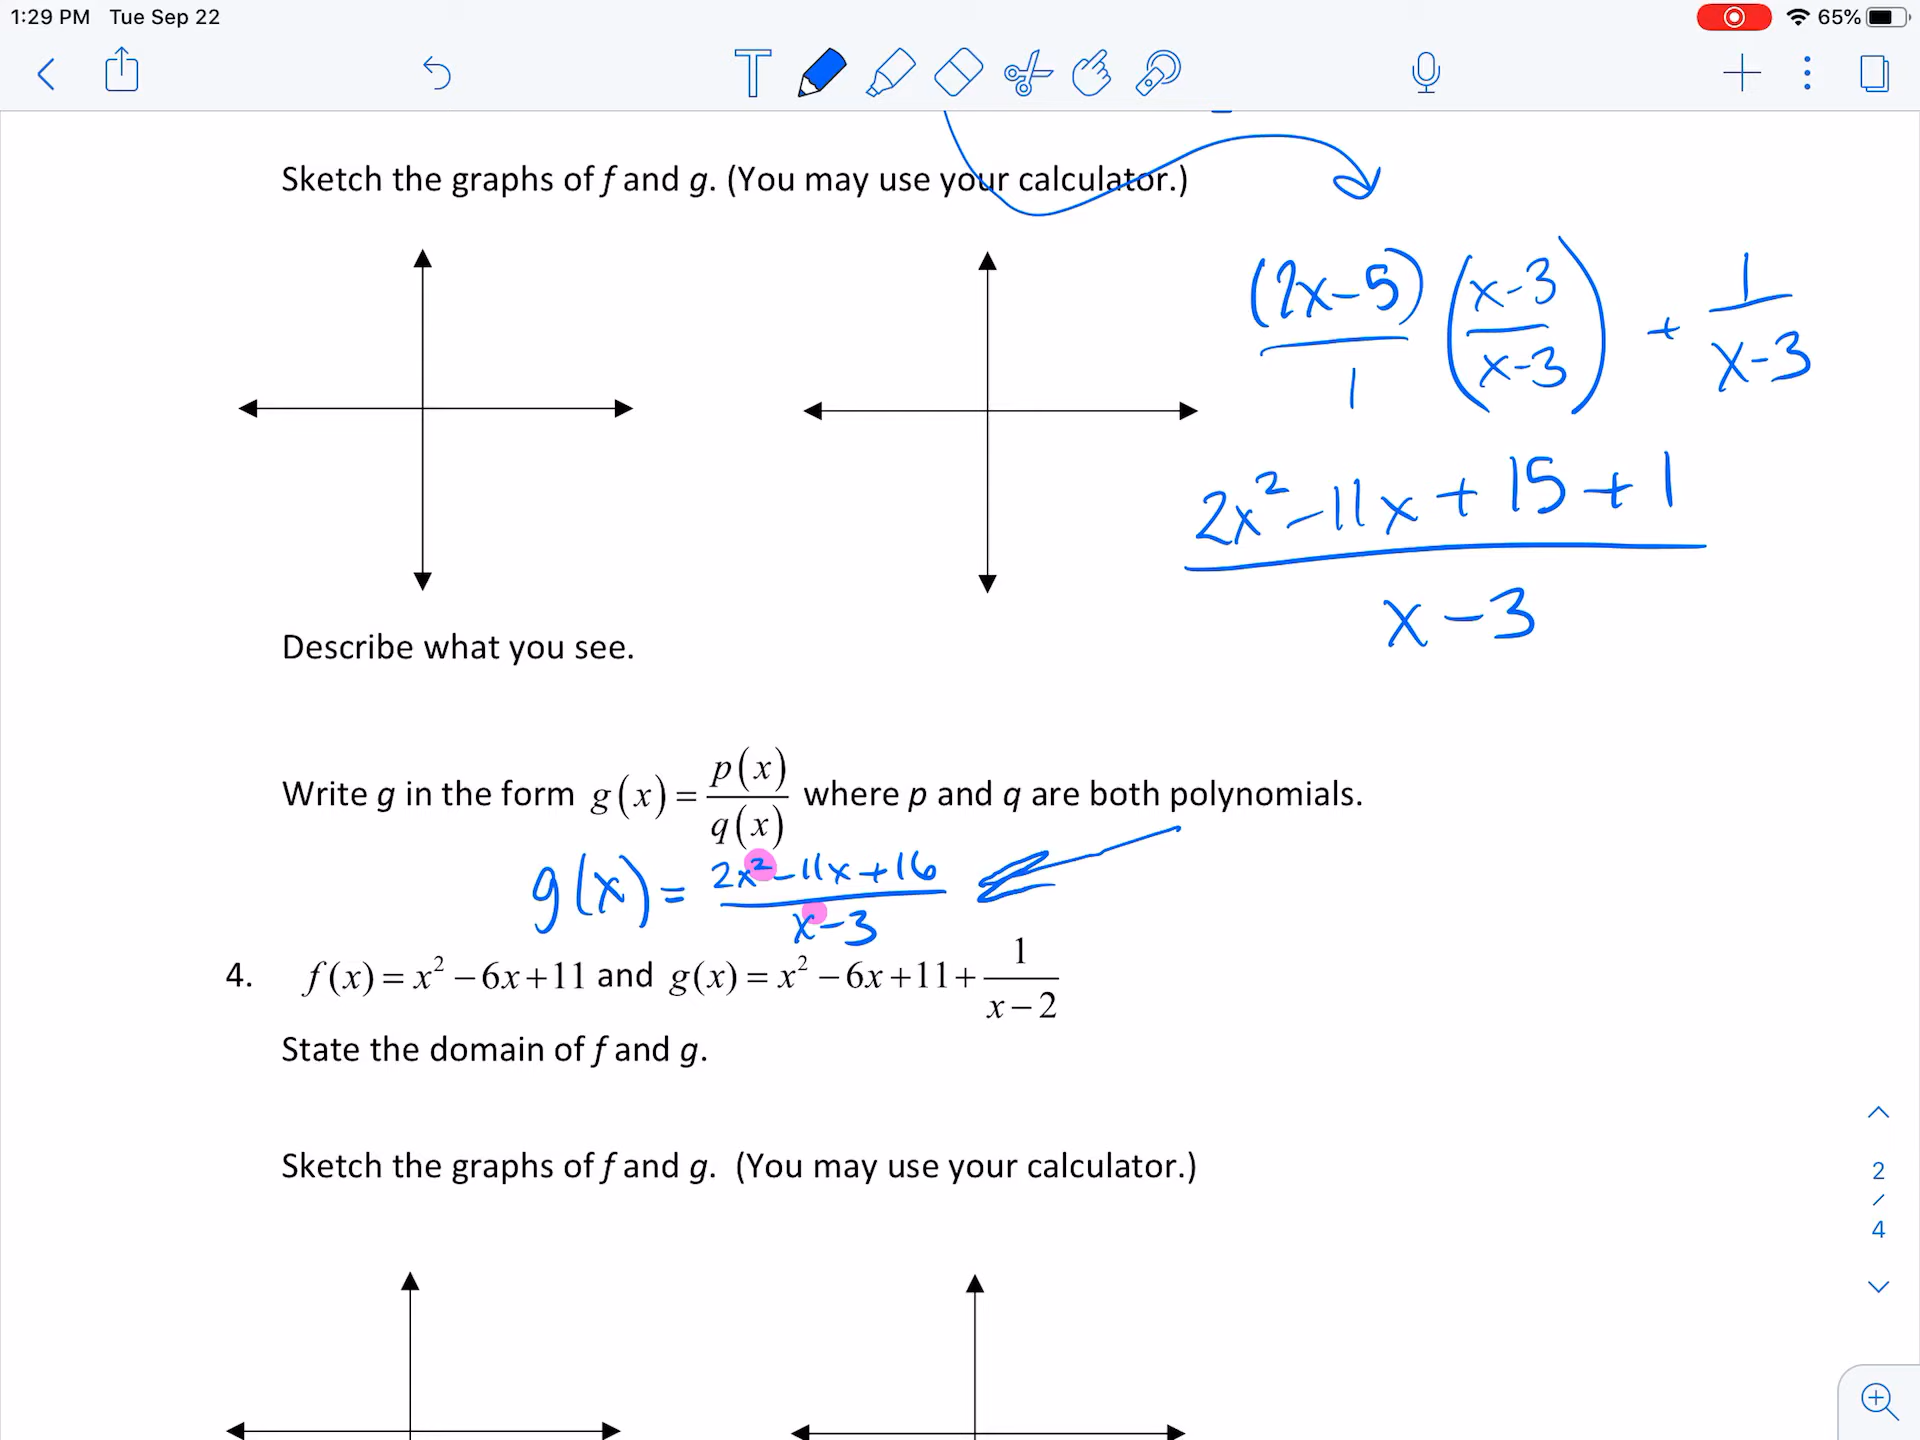 1:29 PM Tue Sep 22 65%
T
Sketch the graphs of f and g. (You may use your calculator.)
(2x-5)/1 ((x-3)/(x-3)) + 1/(x-3)
(2x²-11x+15+1)/(x-3)
Describe what you see.
Write g in the form g(x)=p(x)/q(x) where p and q are both polynomials.
g(x)=(2x²-11x+16)/(x-3)
4. f(x)=x²-6x+11 and g(x)=x²-6x+11+1/(x-2)
State the domain of f and g.
Sketch the graphs of f and g. (You may use your calculator.)
2
/
4